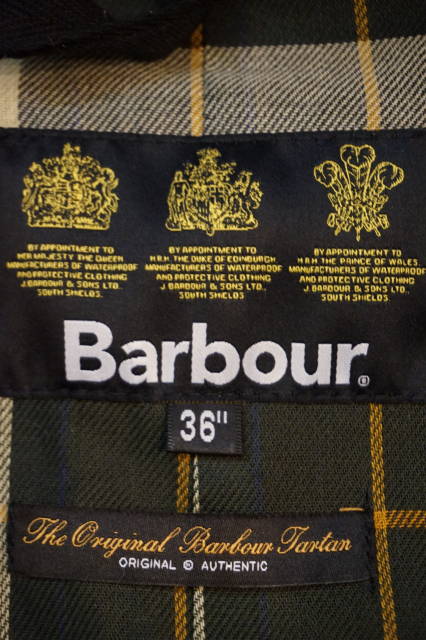 BY APPOINTMENT TO
HER MAJESTY THE QUEEN
MANUFACTURERS OF WATERPROOF
AND PROTECTIVE CLOTHING
J. BARBOUR & SONS LTD.,
SOUTH SHIELDS.
BY APPOINTMENT TO
H.R.H. THE DUKE OF EDINBURGH
MANUFACTURERS OF WATERPROOF
AND PROTECTIVE CLOTHING
J. BARBOUR & SONS LTD.,
SOUTH SHIELDS.
BY APPOINTMENT TO
H.R.H. THE PRINCE OF WALES.
MANUFACTURERS OF WATERPROOF
AND PROTECTIVE CLOTHING
J. BARBOUR & SONS LTD.,
SOUTH SHIELDS.
Barbour®
36"
The Original Barbour Tartan
ORIGINAL ® AUTHENTIC